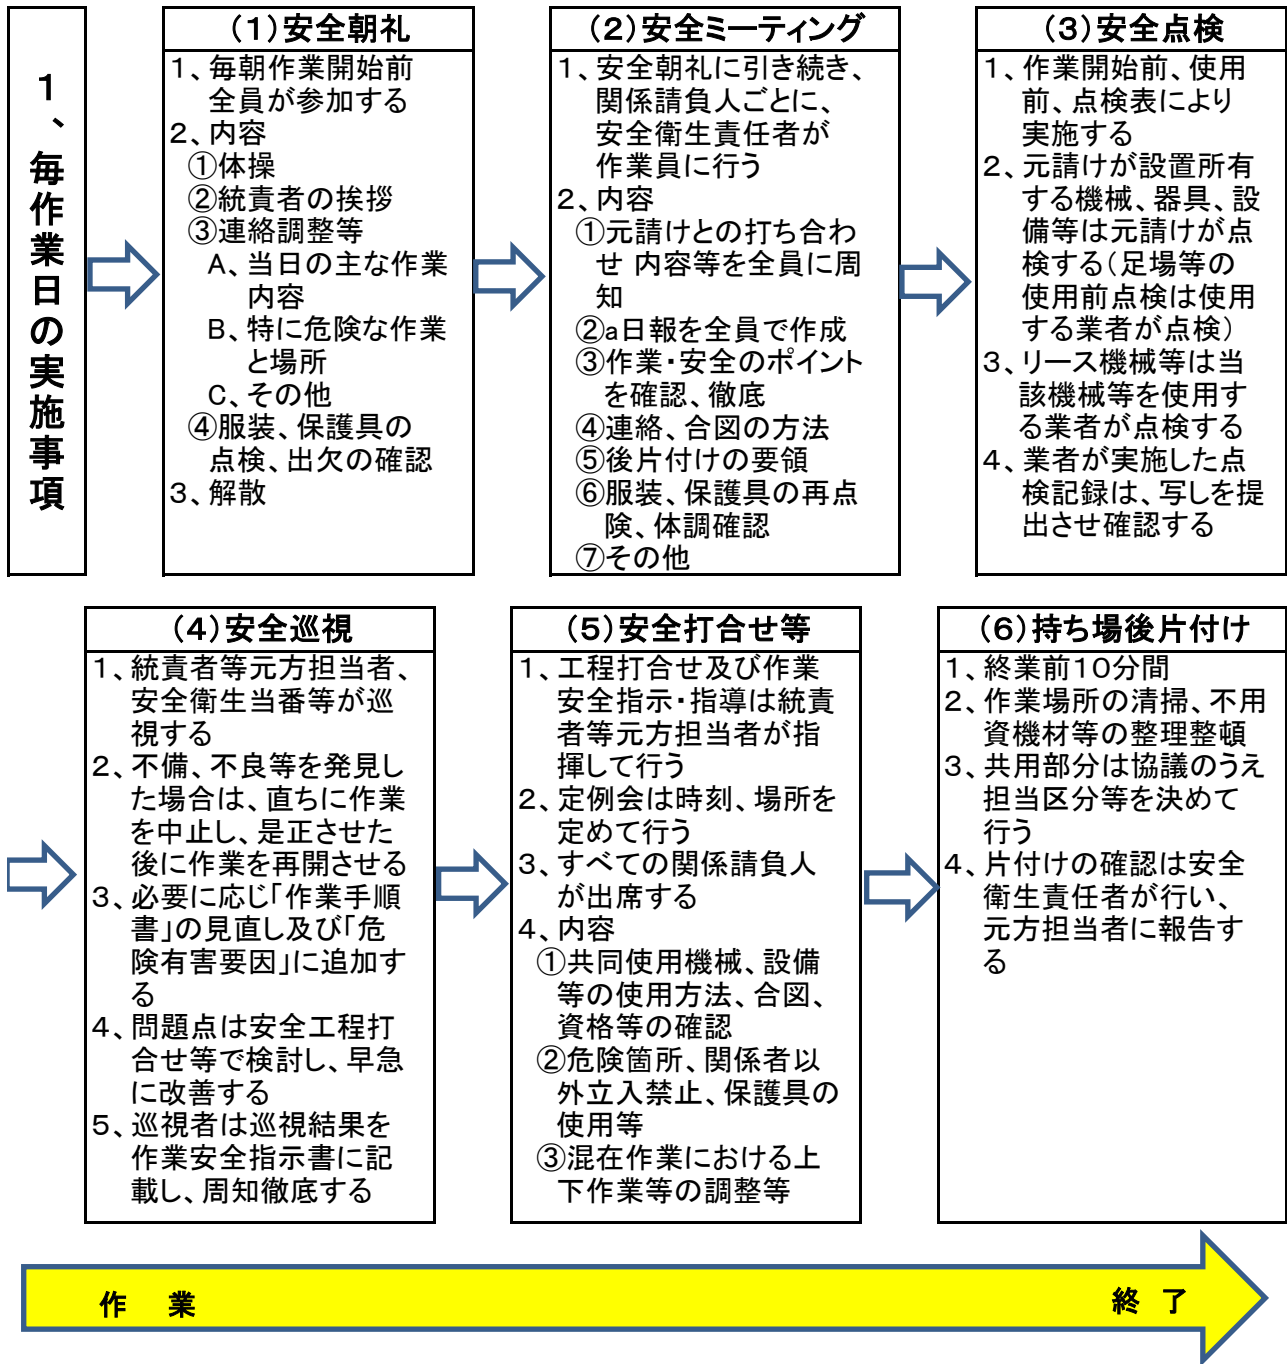 1、毎作業日の実施事項
(1)安全朝礼
1、毎朝作業開始前
全員が参加する
2、内容
①体操
②統責者の挨拶
③連絡調整等
A、当日の主な作業
内容
B、特に危険な作業
と場所
C、その他
④服装、保護具の
点検、出欠の確認
3、解散
(2)安全ミーティング
1、安全朝礼に引き続き、
関係請負人ごとに、
安全衛生責任者が
作業員に行う
2、内容
①元請けとの打ち合わ
せ 内容等を全員に周
知
②a日報を全員で作成
③作業・安全のポイント
を確認、徹底
④連絡、合図の方法
⑤後片付けの要領
⑥服装、保護具の再点
険、体調確認
⑦その他
(3)安全点検
1、作業開始前、使用
前、点検表により
実施する
2、元請けが設置所有
する機械、器具、設
備等は元請けが点
検する(足場等の
使用前点検は使用
する業者が点検)
3、リース機械等は当
該機械等を使用す
る業者が点検する
4、業者が実施した点
検記録は、写しを提
出させ確認する
(4)安全巡視
1、統責者等元方担当者、
安全衛生当番等が巡
視する
2、不備、不良等を発見し
た場合は、直ちに作業
を中止し、是正させた
後に作業を再開させる
3、必要に応じ「作業手順
書」の見直し及び「危
険有害要因」に追加す
る
4、問題点は安全工程打
合せ等で検討し、早急
に改善する
5、巡視者は巡視結果を
作業安全指示書に記
載し、周知徹底する
(5)安全打合せ等
1、工程打合せ及び作業
安全指示・指導は統責
者等元方担当者が指
揮して行う
2、定例会は時刻、場所を
定めて行う
3、すべての関係請負人
が出席する
4、内容
①共同使用機械、設備
等の使用方法、合図、
資格等の確認
②危険箇所、関係者以
外立入禁止、保護具の
使用等
③混在作業における上
下作業等の調整等
(6)持ち場後片付け
1、終業前10分間
2、作業場所の清掃、不用
資機材等の整理整頓
3、共用部分は協議のうえ
担当区分等を決めて
行う
4、片付けの確認は安全
衛生責任者が行い、
元方担当者に報告す
る
作 業 終 了